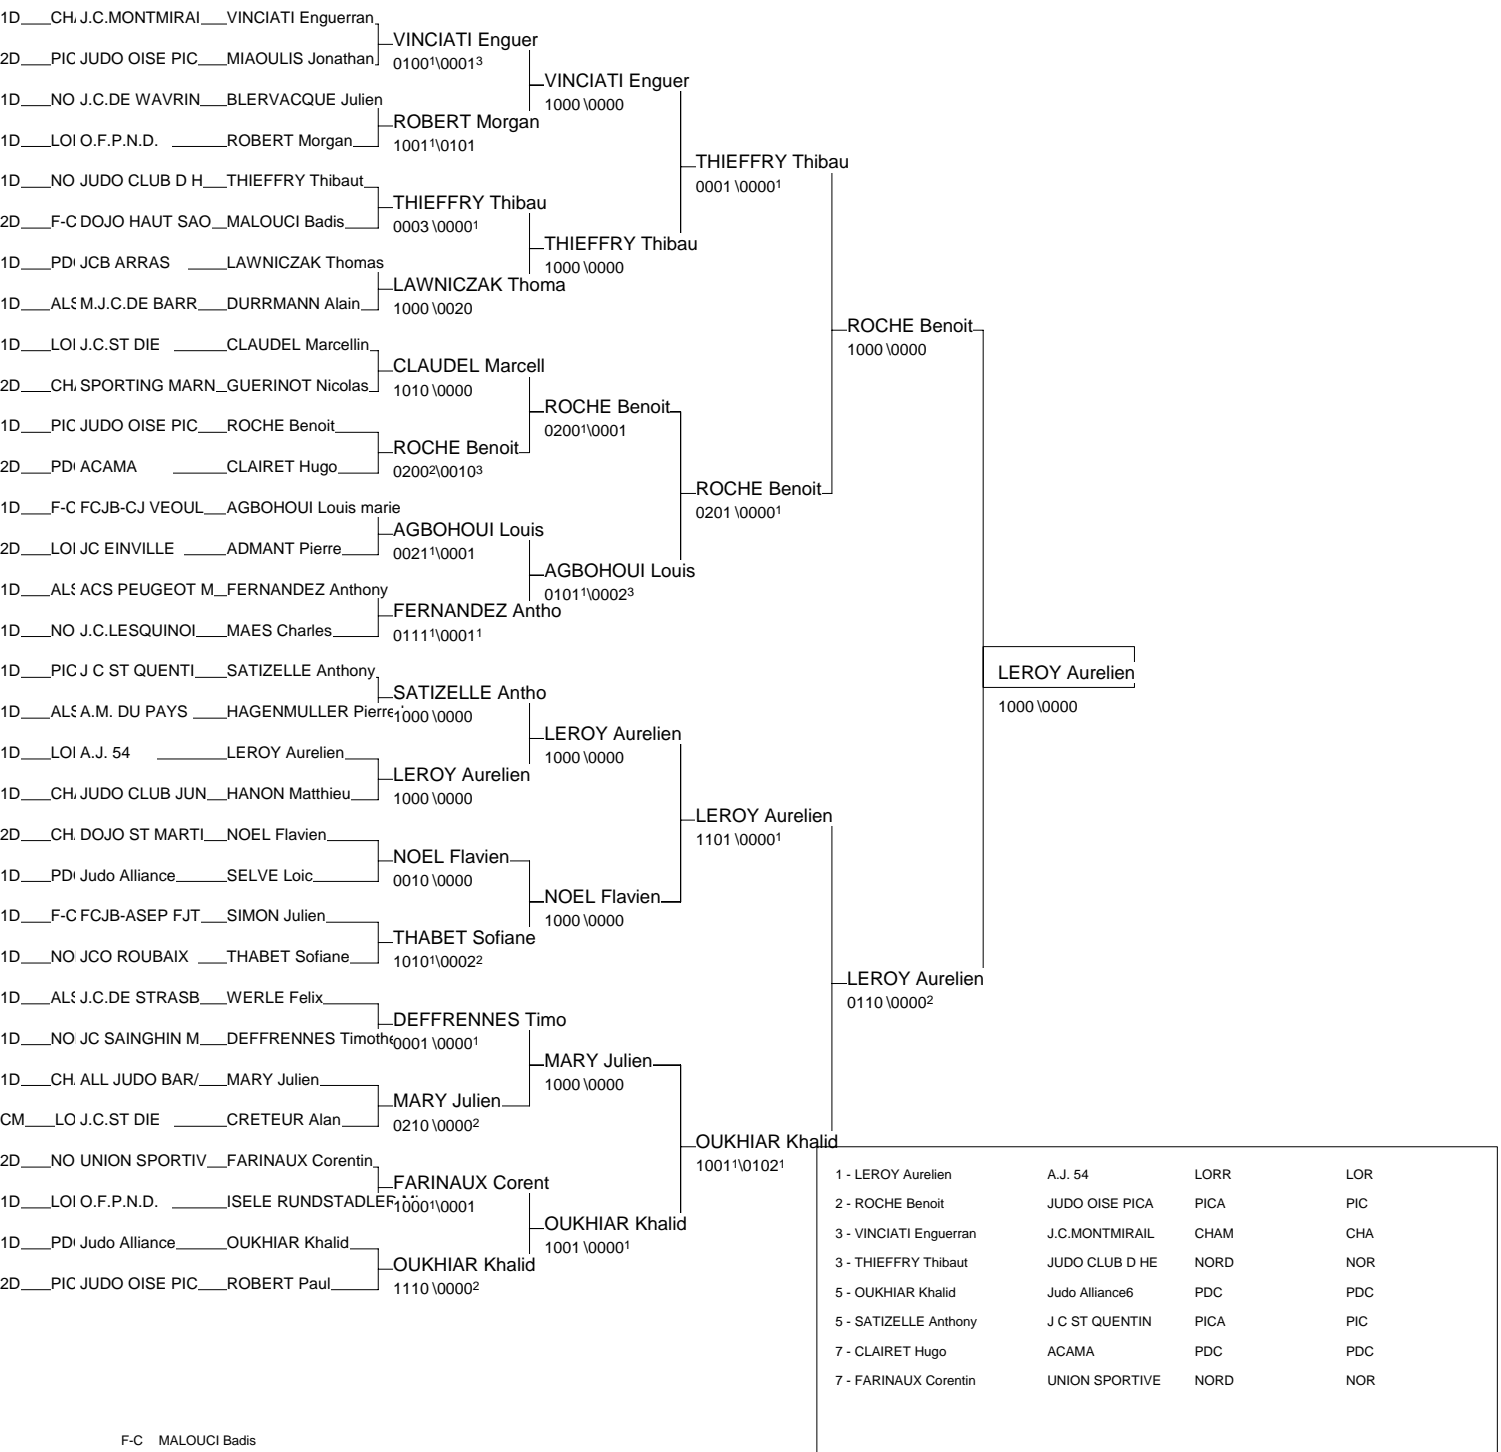 1D CHA J.C.MONTMIRAI VINCIATI Enguerran
VINCIATI Enguer
0100¹\0001³
2D PIC JUDO OISE PIC MIAOULIS Jonathan
VINCIATI Enguer
1000 \0000
1D NO J.C.DE WAVRIN BLERVACQUE Julien
ROBERT Morgan
1001¹\0101
1D LOI O.F.P.N.D. ROBERT Morgan
THIEFFRY Thibau
0001 \0000¹
1D NO JUDO CLUB D H THIEFFRY Thibaut
THIEFFRY Thibau
0003 \0000¹
2D F-C DOJO HAUT SAO MALOUCI Badis
THIEFFRY Thibau
1000 \0000
1D PD JCB ARRAS LAWNICZAK Thomas
LAWNICZAK Thoma
1000 \0020
1D ALS M.J.C.DE BARR DURRMANN Alain
ROCHE Benoit
1000 \0000
1D LOI J.C.ST DIE CLAUDEL Marcellin
CLAUDEL Marcell
1010 \0000
2D CHA SPORTING MARN GUERINOT Nicolas
ROCHE Benoit
0200¹\0001
1D PIC JUDO OISE PIC ROCHE Benoit
ROCHE Benoit
0200²\0010³
2D PD ACAMA CLAIRET Hugo
ROCHE Benoit
0201 \0000¹
1D F-C FCJB-CJ VEOUL AGBOHOUI Louis marie
AGBOHOUI Louis
0021¹\0001
2D LOI JC EINVILLE ADMANT Pierre
AGBOHOUI Louis
0101¹\0002³
1D ALS ACS PEUGEOT M FERNANDEZ Anthony
FERNANDEZ Antho
0111¹\0001¹
1D NO J.C.LESQUINOI MAES Charles
LEROY Aurelien
1000 \0000
1D PIC J C ST QUENTI SATIZELLE Anthony
SATIZELLE Antho
1000 \0000
1D ALS A.M. DU PAYS HAGENMULLER Pierre
LEROY Aurelien
1000 \0000
1D LOI A.J. 54 LEROY Aurelien
LEROY Aurelien
1000 \0000
1D CHA JUDO CLUB JUN HANON Matthieu
LEROY Aurelien
1101 \0000¹
2D CH DOJO ST MARTI NOEL Flavien
NOEL Flavien
0010 \0000
1D PD Judo Alliance SELVE Loic
NOEL Flavien
1000 \0000
1D F-C FCJB-ASEP FJT SIMON Julien
THABET Sofiane
1010¹\0002²
1D NO JCO ROUBAIX THABET Sofiane
LEROY Aurelien
0110 \0000²
1D ALS J.C.DE STRASB WERLE Felix
DEFFRENNES Timo
0001 \0000¹
1D NO JC SAINGHIN M DEFFRENNES Timothe
MARY Julien
1000 \0000
1D CH ALL JUDO BAR/ MARY Julien
MARY Julien
0210 \0000²
CM LO J.C.ST DIE CRETEUR Alan
OUKHIAR Khalid
1001¹\0102¹
2D NO UNION SPORTIV FARINAUX Corentin
FARINAUX Corent
1000¹\0001
1D LOI O.F.P.N.D. ISELE RUNDSTADLER
OUKHIAR Khalid
1001 \0000¹
1D PD Judo Alliance OUKHIAR Khalid
OUKHIAR Khalid
1110 \0000²
2D PIC JUDO OISE PIC ROBERT Paul
1 - LEROY Aurelien A.J. 54 LORR LOR
2 - ROCHE Benoit JUDO OISE PICA PICA PIC
3 - VINCIATI Enguerran J.C.MONTMIRAIL CHAM CHA
3 - THIEFFRY Thibaut JUDO CLUB D HE NORD NOR
5 - OUKHIAR Khalid Judo Alliance6 PDC PDC
5 - SATIZELLE Anthony J C ST QUENTIN PICA PIC
7 - CLAIRET Hugo ACAMA PDC PDC
7 - FARINAUX Corentin UNION SPORTIVE NORD NOR
F-C MALOUCI Badis